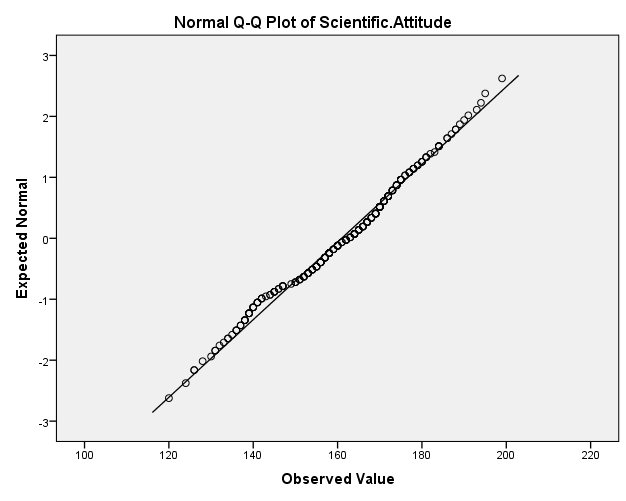 Normal Q-Q Plot of Scientific.Attitude
3
2
1
0
-1
-2
-3
Expected Normal
100 120 140 160 180 200 220
Observed Value